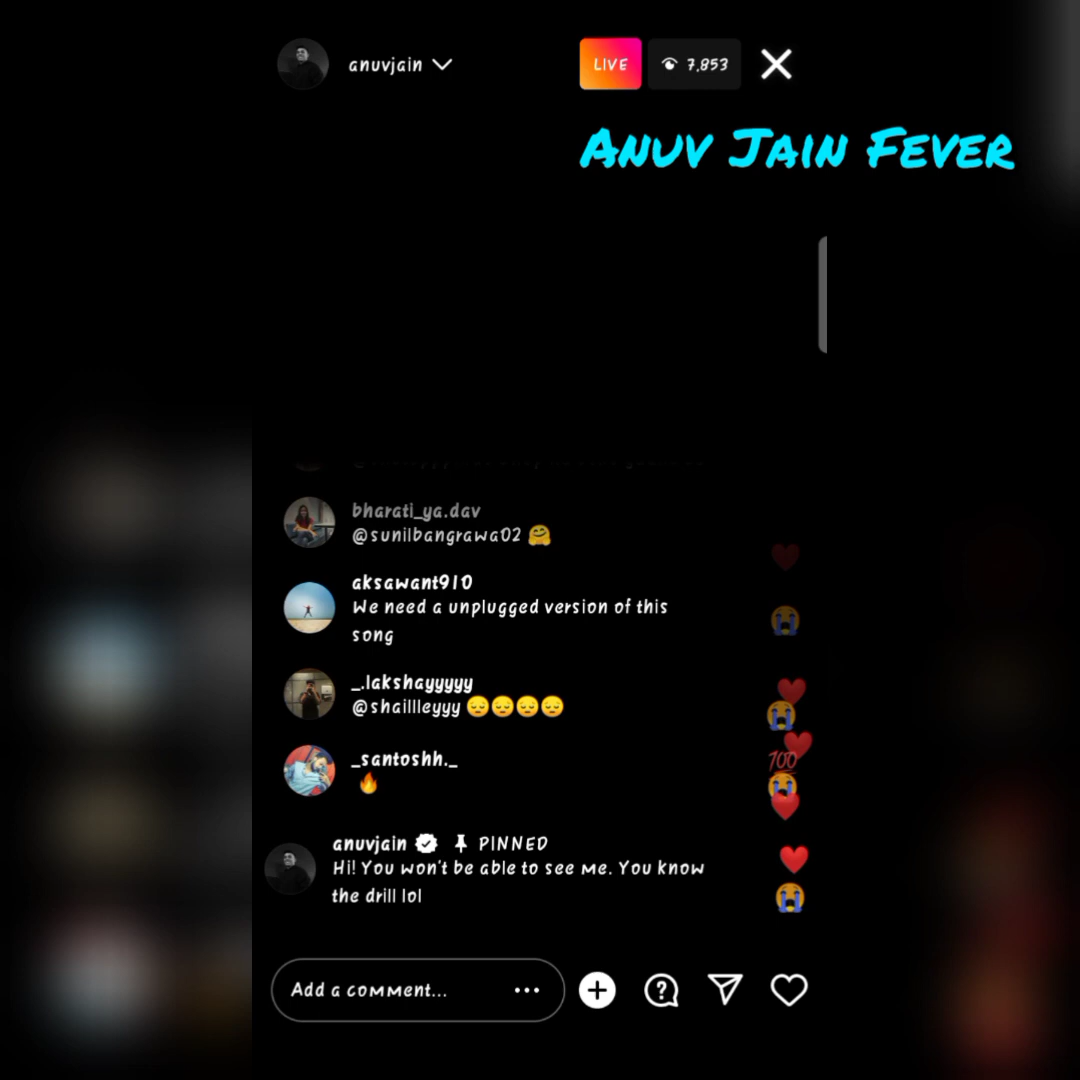 anuvjain
LIVE
7,853
ANUV JAIN FEVER
bharati_ya.dav
@sunilbangrawa02 🤗
aksawant910
We need a unplugged version of this
song
_.lakshayyyyy
@shaillleyyy 😔😔😔😔
_santoshh._
🔥
💯
anuvjain PINNED
Hi! You won't be able to see me. You know
the drill lol
Add a comment...